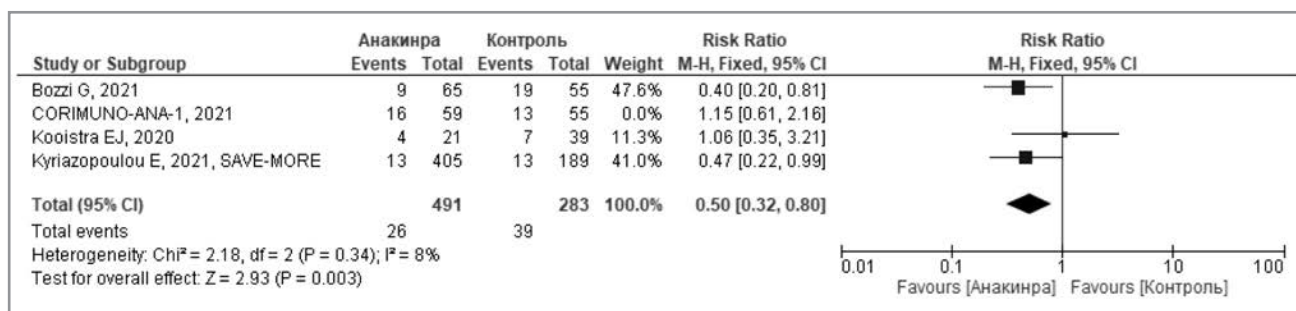 Анакинра Контроль Risk Ratio Risk Ratio
Study or Subgroup Events Total Events Total Weight M-H, Fixed, 95% CI M-H, Fixed, 95% CI
Bozzi G, 2021 9 65 19 55 47.6% 0.40 [0.20, 0.81]
CORIMUNO-ANA-1, 2021 16 59 13 55 0.0% 1.15 [0.61, 2.16]
Kooistra EJ, 2020 4 21 7 39 11.3% 1.06 [0.35, 3.21]
Kyriazopoulou E, 2021, SAVE-MORE 13 405 13 189 41.0% 0.47 [0.22, 0.99]
Total (95% CI) 491 283 100.0% 0.50 [0.32, 0.80]
Total events 26 39
Heterogeneity: Chi² = 2.18, df = 2 (P = 0.34); I² = 8%
Test for overall effect: Z = 2.93 (P = 0.003)
0.01 0.1 1 10 100
Favours [Анакинра] Favours [Контроль]